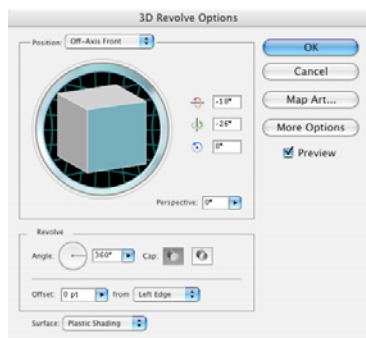 3D Revolve Options
Position: Off-Axis Front
OK
Cancel
Map Art...
More Options
Preview
-18°
-26°
8°
Perspective: 0°
Revolve
Angle: 360° Cap:
Offset: 0 pt from Left Edge
Surface: Plastic Shading